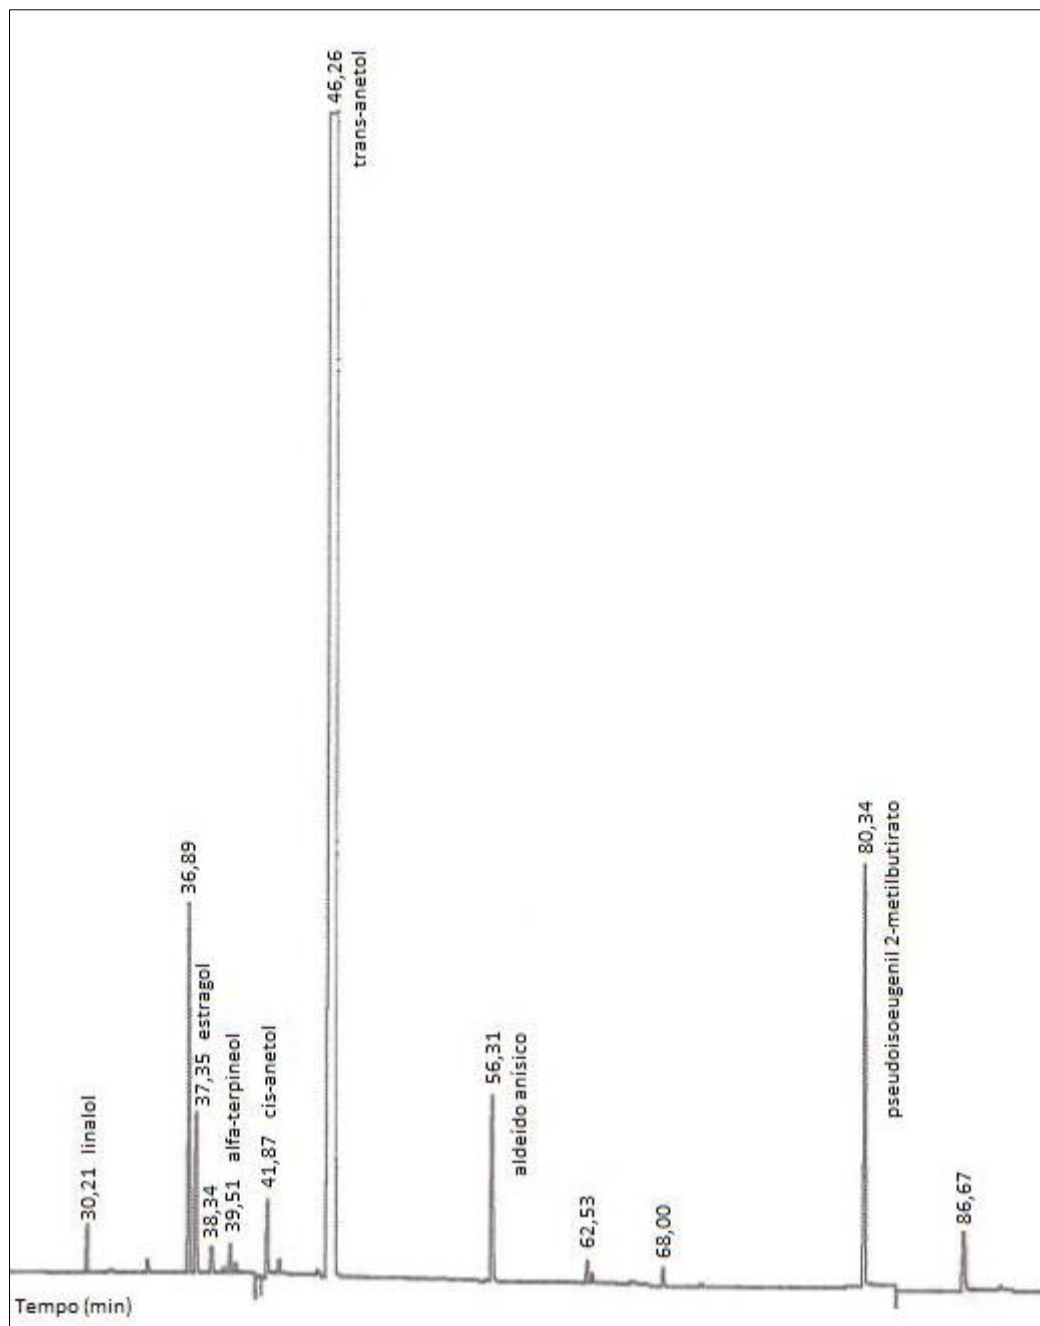 30,21 linalol
36,89
37,35 estragol
38,34
39,51 alfa-terpineol
41,87 cis-anetol
46,26
trans-anetol
56,31
aldeído anísico
62,53
68,00
80,34
pseudoisoeugenil 2-metilbutirato
86,67
Tempo (min)